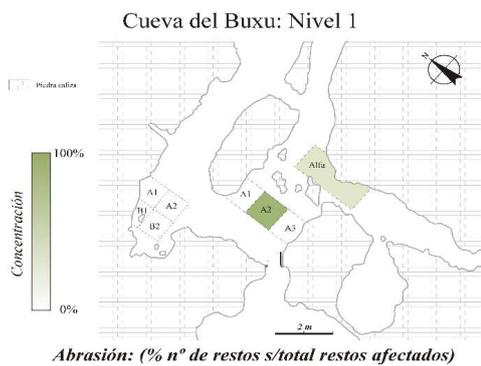 Cueva del Buxu: Nivel 1
N
Piedra caliza
100%
Concentración
0%
Alfa
A1
A1
A2
B1
A2
B2
A3
2 m
Abrasión: (% nº de restos s/total restos afectados)